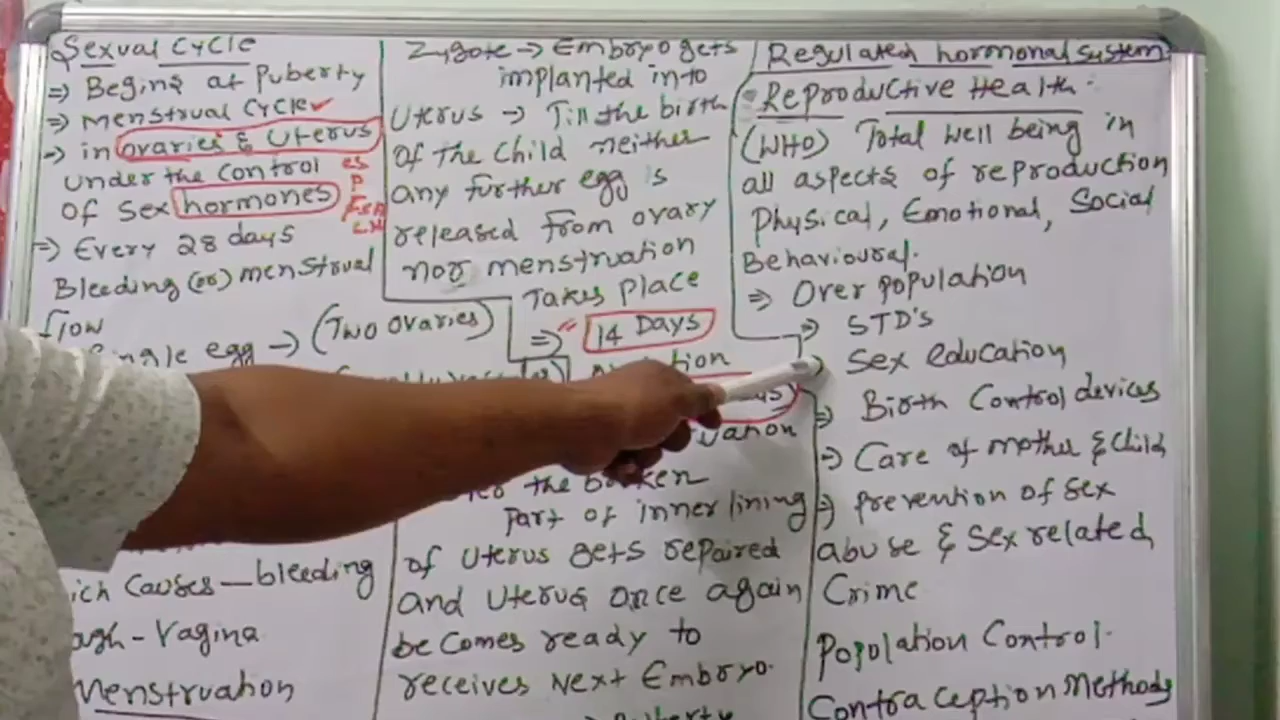 Sexual Cycle
=> Begins at Puberty
=> menstrual Cycle ✓
-> in ovaries & Uterus
under the control es
P
of sex hormones FSH
LH
=> Every 28 days
Bleeding (or) menstrual
flow
egg -> (Two ovaries)
ich causes - bleeding
- Vagina
menstruation
Zygote -> Embryo gets
implanted into
Uterus -> Till the birth
of the child neither
any further egg is
released from ovary
nor menstruation
Takes place
=> 14 Days
the
part of inner lining
of Uterus gets repaired
and Uterus once again
becomes ready to
receives Next Embryo.
Regulated hormonal system
Reproductive Health.
(WHO) Total well being in
all aspects of reproduction
Physical, Emotional, Social
Behavioural.
=> Over population
=> STD's
=> Sex education
=> Birth Control devices
=> Care of mother & Child
=> prevention of sex
abuse & Sex related
Crime
Population Control.
Contraception Methods